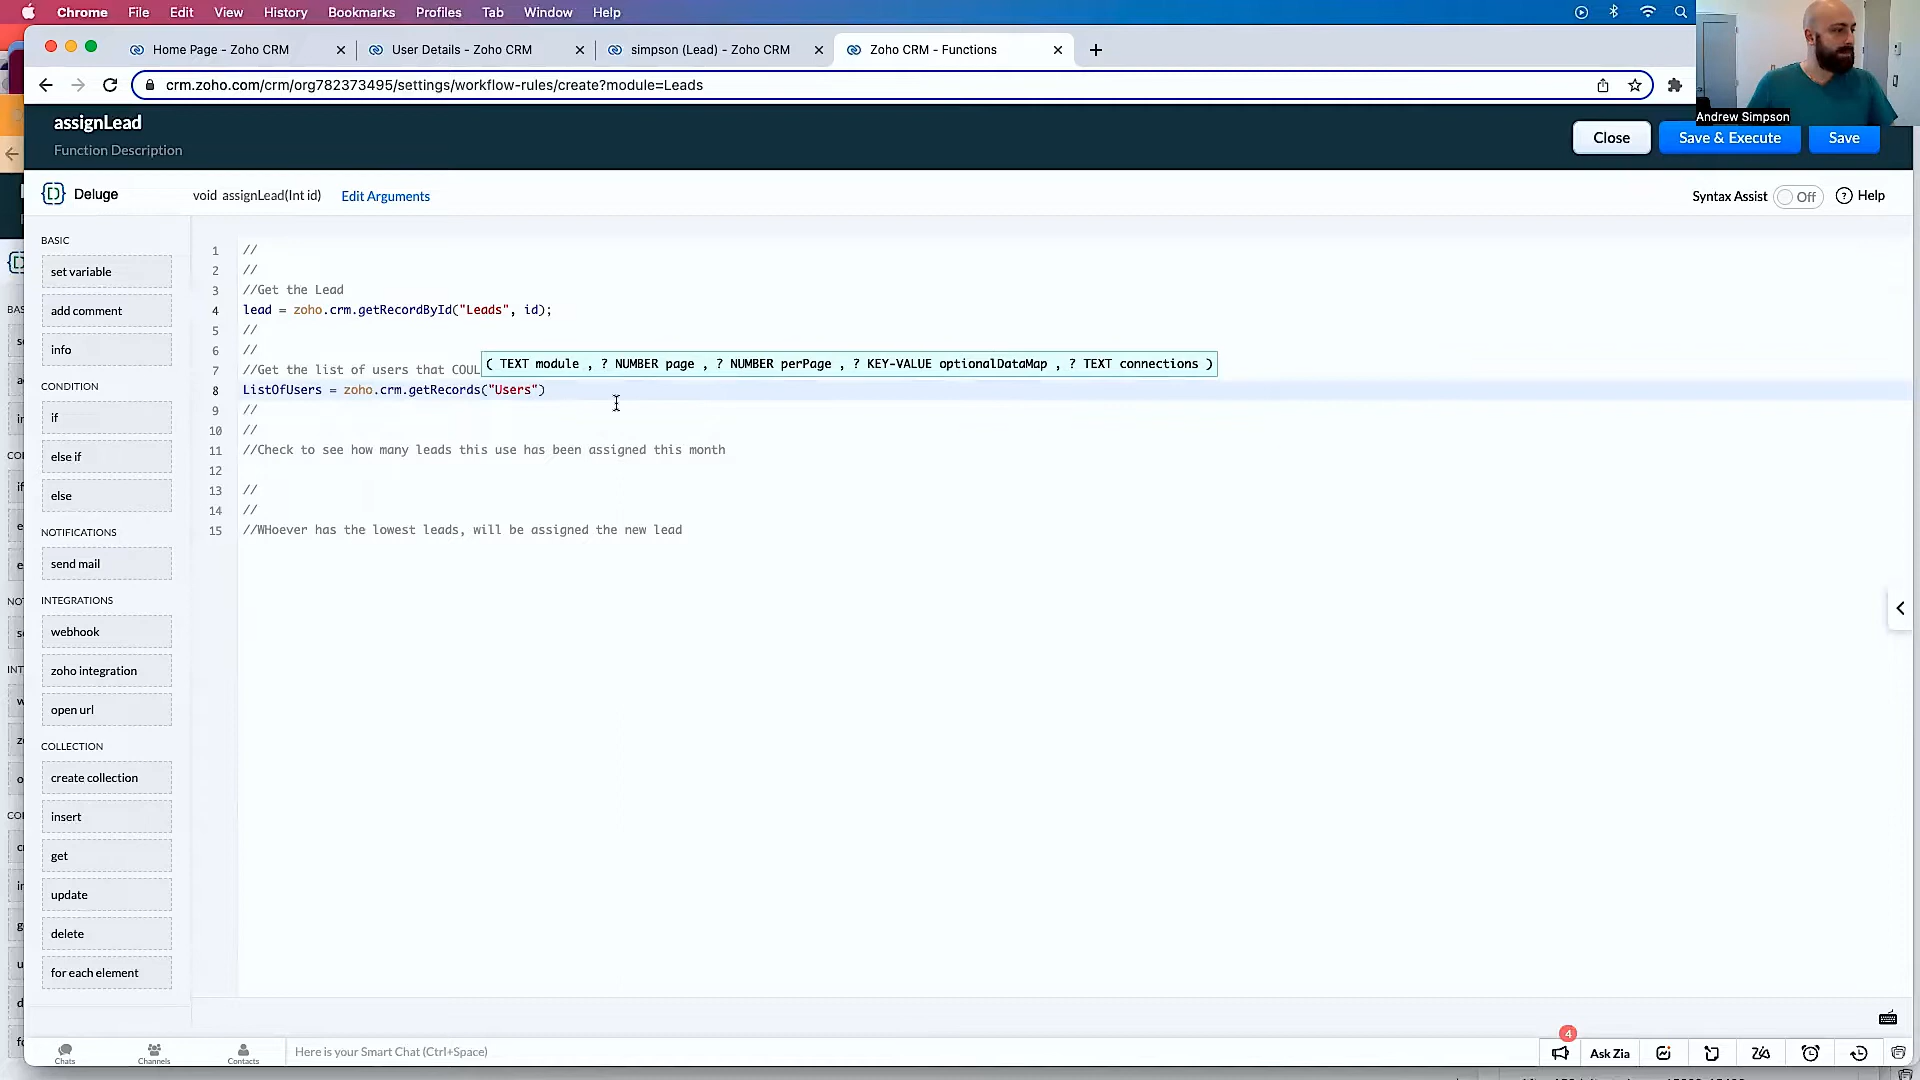 Chrome File Edit View History Bookmarks Profiles Tab Window Help
Home Page - Zoho CRM
User Details - Zoho CRM
simpson (Lead) - Zoho CRM
Zoho CRM - Functions
crm.zoho.com/crm/org782373495/settings/workflow-rules/create?module=Leads
Andrew Simpson
assignLead
Function Description
Close
Save & Execute
Save
Deluge
void assignLead(Int id)
Edit Arguments
Syntax Assist
Off
Help
BASIC
set variable
add comment
info
CONDITION
if
else if
else
NOTIFICATIONS
send mail
INTEGRATIONS
webhook
zoho integration
open url
COLLECTION
create collection
insert
get
update
delete
for each element
1 //
2 //
3 //Get the Lead
4 lead = zoho.crm.getRecordById("Leads", id);
5 //
6 //
( TEXT module , ? NUMBER page , ? NUMBER perPage , ? KEY-VALUE optionalDataMap , ? TEXT connections )
7 //Get the list of users that COUL
8 ListOfUsers = zoho.crm.getRecords("Users")
9 //
10 //
11 //Check to see how many leads this use has been assigned this month
12
13 //
14 //
15 //WHoever has the lowest leads, will be assigned the new lead
Chats
Channels
Contacts
Here is your Smart Chat (Ctrl+Space)
4
Ask Zia